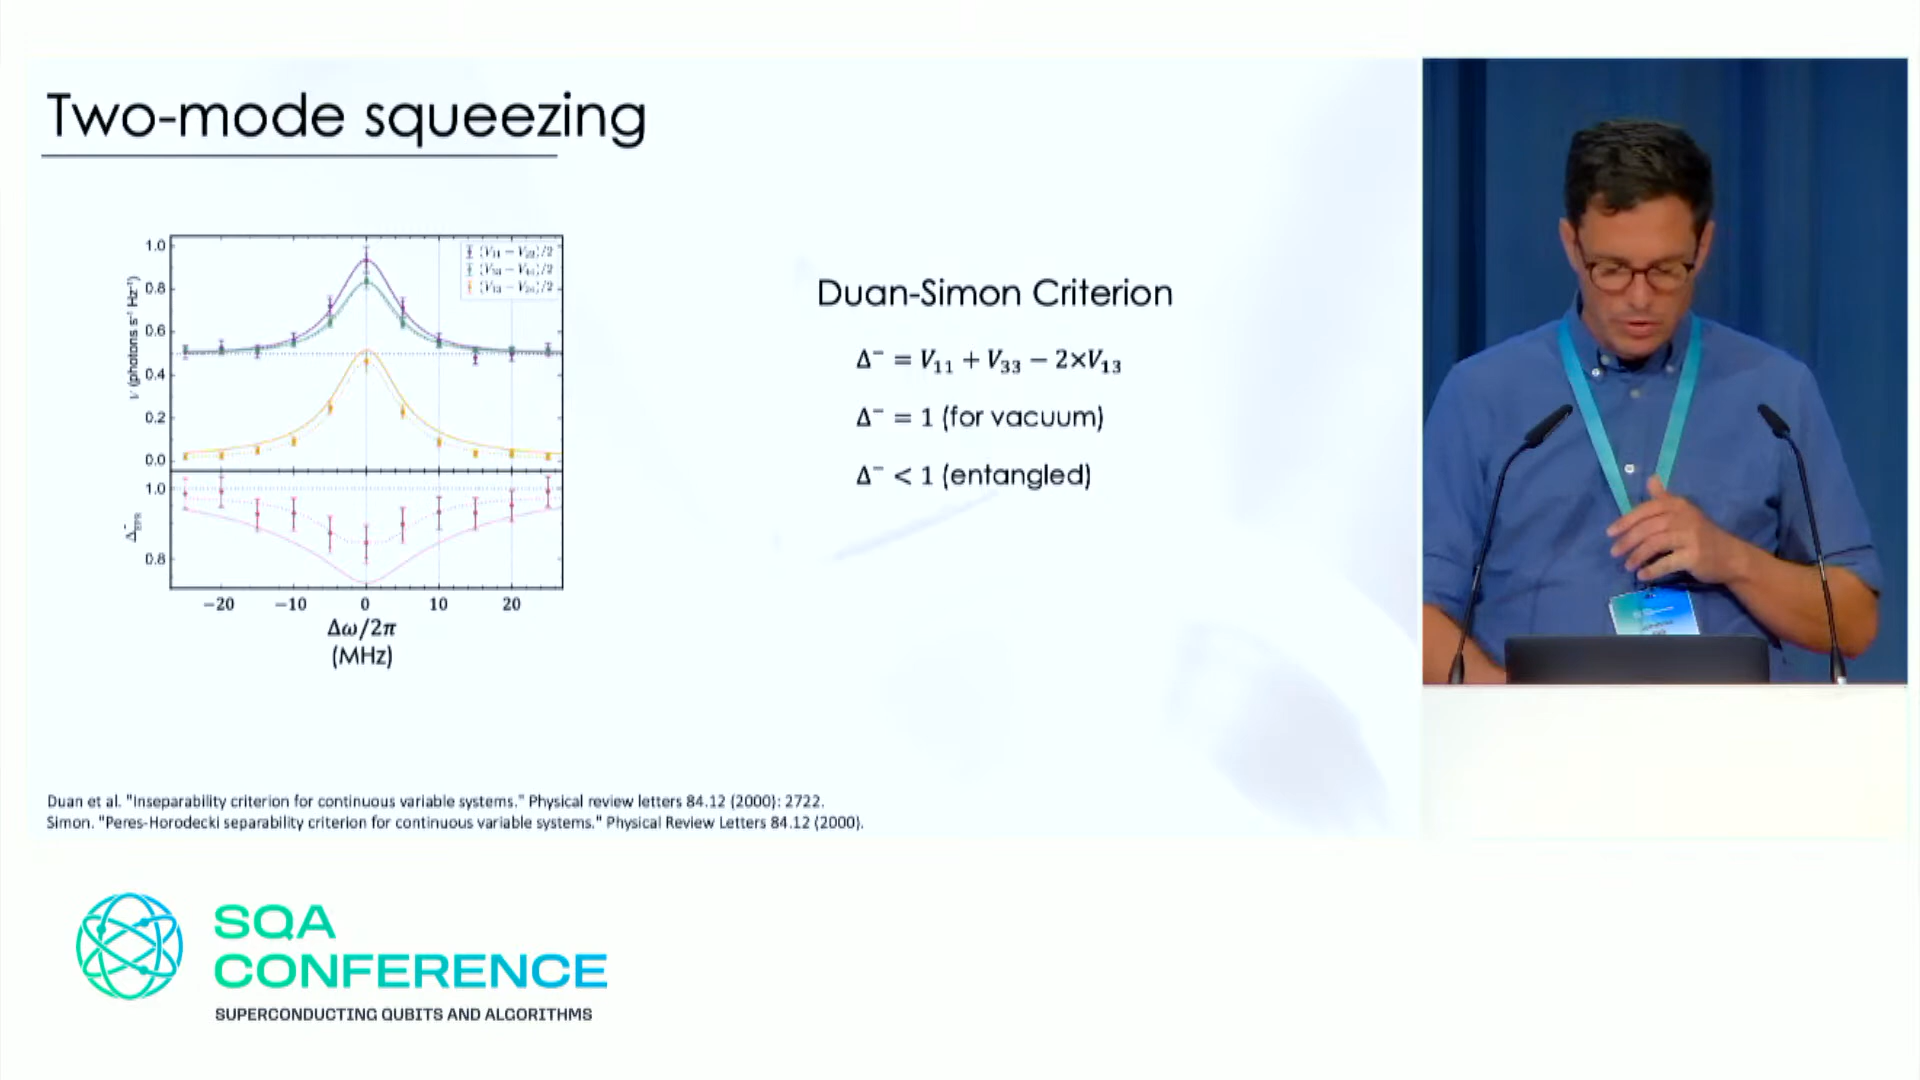 Two-mode squeezing
1.0
0.8
0.6
0.4
0.2
0.0
1.0
0.8
ν (photons s⁻¹ Hz⁻¹)
−20 −10 0 10 20
Δω/2π
(MHz)
Duan-Simon Criterion
Δ⁻ = V₁₁ + V₃₃ − 2×V₁₃
Δ⁻ = 1 (for vacuum)
Δ⁻ < 1 (entangled)
Duan et al. "Inseparability criterion for continuous variable systems." Physical review letters 84.12 (2000): 2722.
Simon. "Peres-Horodecki separability criterion for continuous variable systems." Physical Review Letters 84.12 (2000).
SQA
CONFERENCE
SUPERCONDUCTING QUBITS AND ALGORITHMS